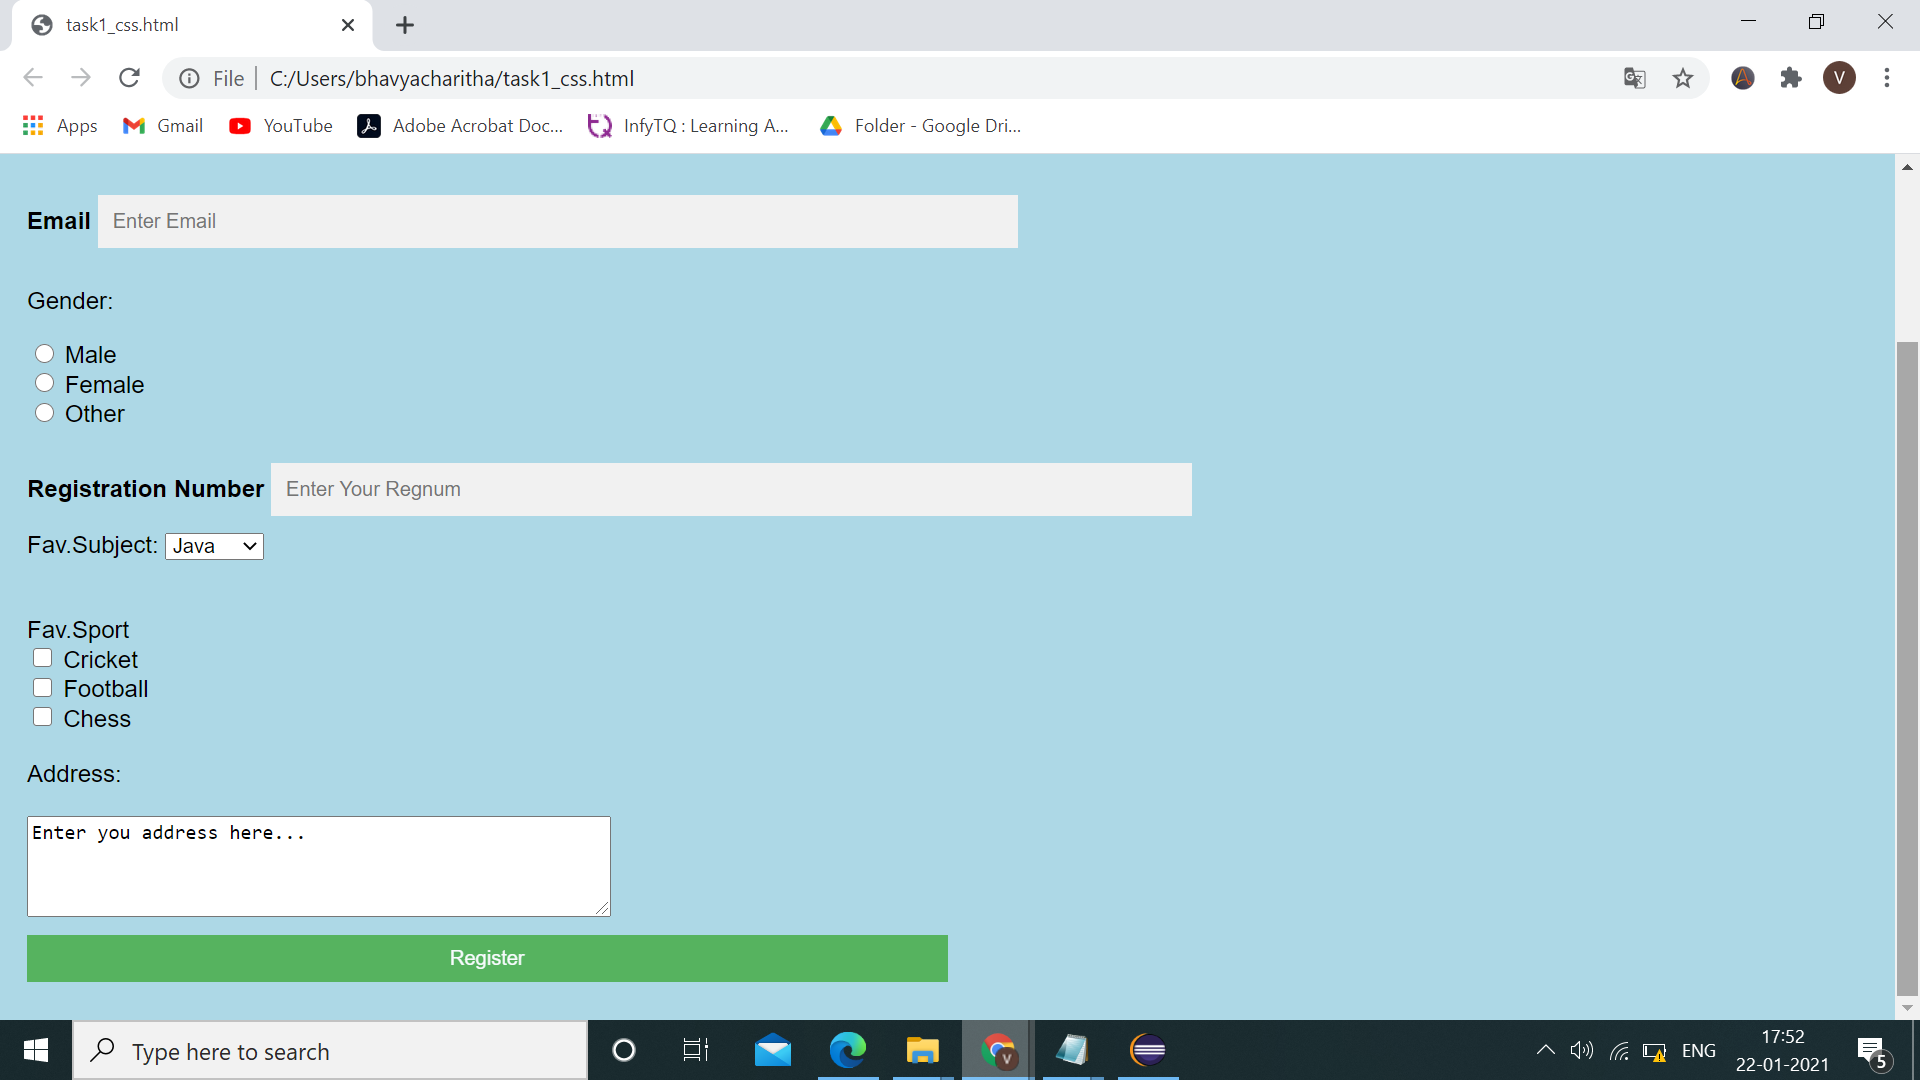 task1_css.html
File C:/Users/bhavyacharitha/task1_css.html V
Apps Gmail YouTube Adobe Acrobat Doc... InfyTQ : Learning A... Folder - Google Dri...
Email Enter Email
Gender:
Male
Female
Other
Registration Number Enter Your Regnum
Fav.Subject: Java
Fav.Sport
Cricket
Football
Chess
Address:
Enter you address here...
Register
Type here to search V ENG 17:52
22-01-2021 5